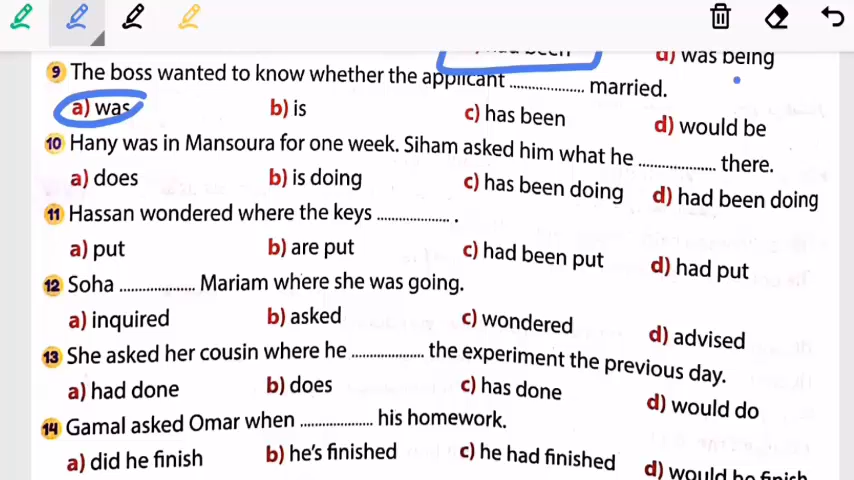 had been
d) was being
9 The boss wanted to know whether the applicant .................. married.
a) was b) is c) has been d) would be
10 Hany was in Mansoura for one week. Siham asked him what he .................. there.
a) does b) is doing c) has been doing d) had been doing
11 Hassan wondered where the keys .................. .
a) put b) are put c) had been put d) had put
12 Soha .................. Mariam where she was going.
a) inquired b) asked c) wondered d) advised
13 She asked her cousin where he .................. the experiment the previous day.
a) had done b) does c) has done d) would do
14 Gamal asked Omar when .................. his homework.
a) did he finish b) he's finished c) he had finished d) would he finish